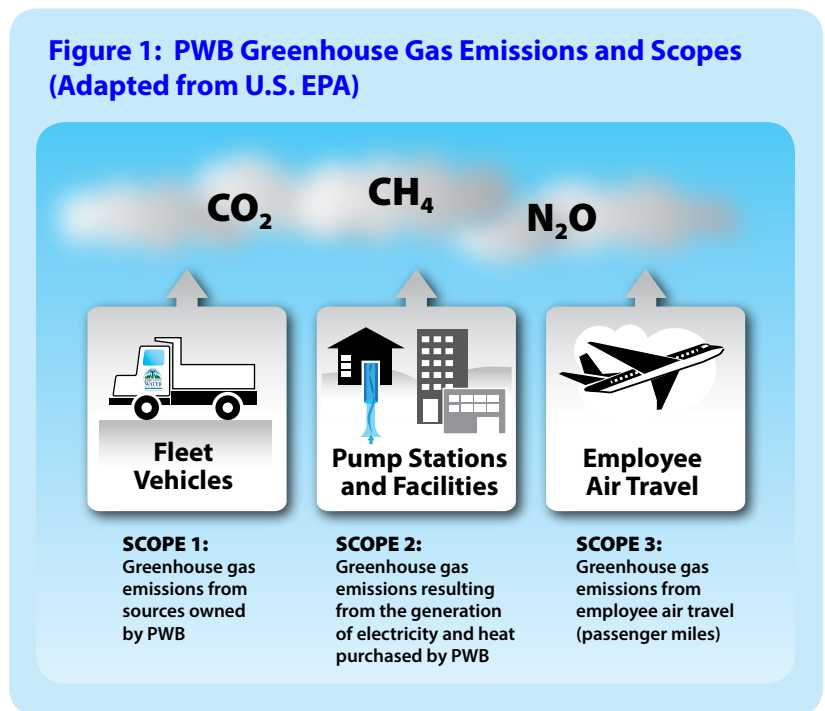 Figure 1: PWB Greenhouse Gas Emissions and Scopes
(Adapted from U.S. EPA)
CO₂
CH₄
N₂O
WATER
Fleet
Vehicles
Pump Stations
and Facilities
Employee
Air Travel
SCOPE 1:
Greenhouse gas
emissions from
sources owned
by PWB
SCOPE 2:
Greenhouse gas
emissions resulting
from the generation
of electricity and heat
purchased by PWB
SCOPE 3:
Greenhouse gas
emissions from
employee air travel
(passenger miles)